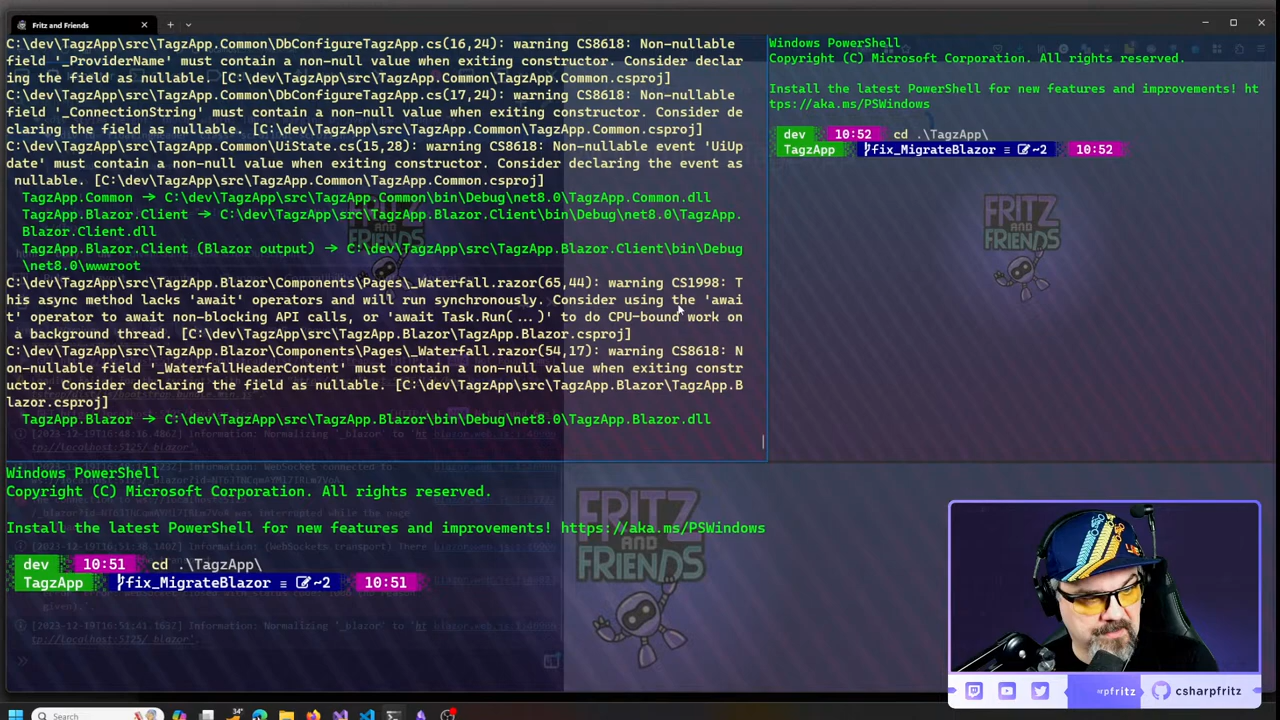 Fritz and Friends
C:\dev\TagzApp\src\TagzApp.Common\DbConfigureTagzApp.cs(16,24): warning CS8618: Non-nullable
field '_ProviderName' must contain a non-null value when exiting constructor. Consider declar
ing the field as nullable. [C:\dev\TagzApp\src\TagzApp.Common\TagzApp.Common.csproj]
C:\dev\TagzApp\src\TagzApp.Common\DbConfigureTagzApp.cs(17,24): warning CS8618: Non-nullable
field '_ConnectionString' must contain a non-null value when exiting constructor. Consider de
claring the field as nullable. [C:\dev\TagzApp\src\TagzApp.Common\TagzApp.Common.csproj]
C:\dev\TagzApp\src\TagzApp.Common\UiState.cs(15,28): warning CS8618: Non-nullable event 'UiUp
date' must contain a non-null value when exiting constructor. Consider declaring the event as
nullable. [C:\dev\TagzApp\src\TagzApp.Common\TagzApp.Common.csproj]
TagzApp.Common → C:\dev\TagzApp\src\TagzApp.Common\bin\Debug\net8.0\TagzApp.Common.dll
TagzApp.Blazor.Client → C:\dev\TagzApp\src\TagzApp.Blazor.Client\bin\Debug\net8.0\TagzApp.
Blazor.Client.dll
TagzApp.Blazor.Client (Blazor output) → C:\dev\TagzApp\src\TagzApp.Blazor.Client\bin\Debug
\net8.0\wwwroot
C:\dev\TagzApp\src\TagzApp.Blazor\Components\Pages\_Waterfall.razor(65,44): warning CS1998: T
his async method lacks 'await' operators and will run synchronously. Consider using the 'awai
t' operator to await non-blocking API calls, or 'await Task.Run(...)' to do CPU-bound work on
a background thread. [C:\dev\TagzApp\src\TagzApp.Blazor\TagzApp.Blazor.csproj]
C:\dev\TagzApp\src\TagzApp.Blazor\Components\Pages\_Waterfall.razor(54,17): warning CS8618: N
on-nullable field '_WaterfallHeaderContent' must contain a non-null value when exiting constr
uctor. Consider declaring the field as nullable. [C:\dev\TagzApp\src\TagzApp.Blazor\TagzApp.B
lazor.csproj]
TagzApp.Blazor → C:\dev\TagzApp\src\TagzApp.Blazor\bin\Debug\net8.0\TagzApp.Blazor.dll
Windows PowerShell
Copyright (C) Microsoft Corporation. All rights reserved.
Install the latest PowerShell for new features and improvements! ht
tps://aka.ms/PSWindows
dev 10:52 cd .\TagzApp\
TagzApp fix_MigrateBlazor ≡ ~2 10:52
FRITZ
AND
FRIENDS
Windows PowerShell
Copyright (C) Microsoft Corporation. All rights reserved.
Install the latest PowerShell for new features and improvements! https://aka.ms/PSWindows
dev 10:51 cd .\TagzApp\
TagzApp fix_MigrateBlazor ≡ ~2 10:51
FRITZ
AND
FRIENDS
[2023-12-19T16:51:41.163Z] Information: Normalizing '_blazor' to 'ht
tp://localhost:5125/_blazor'.
rpfritz
csharpfritz
Search
34°